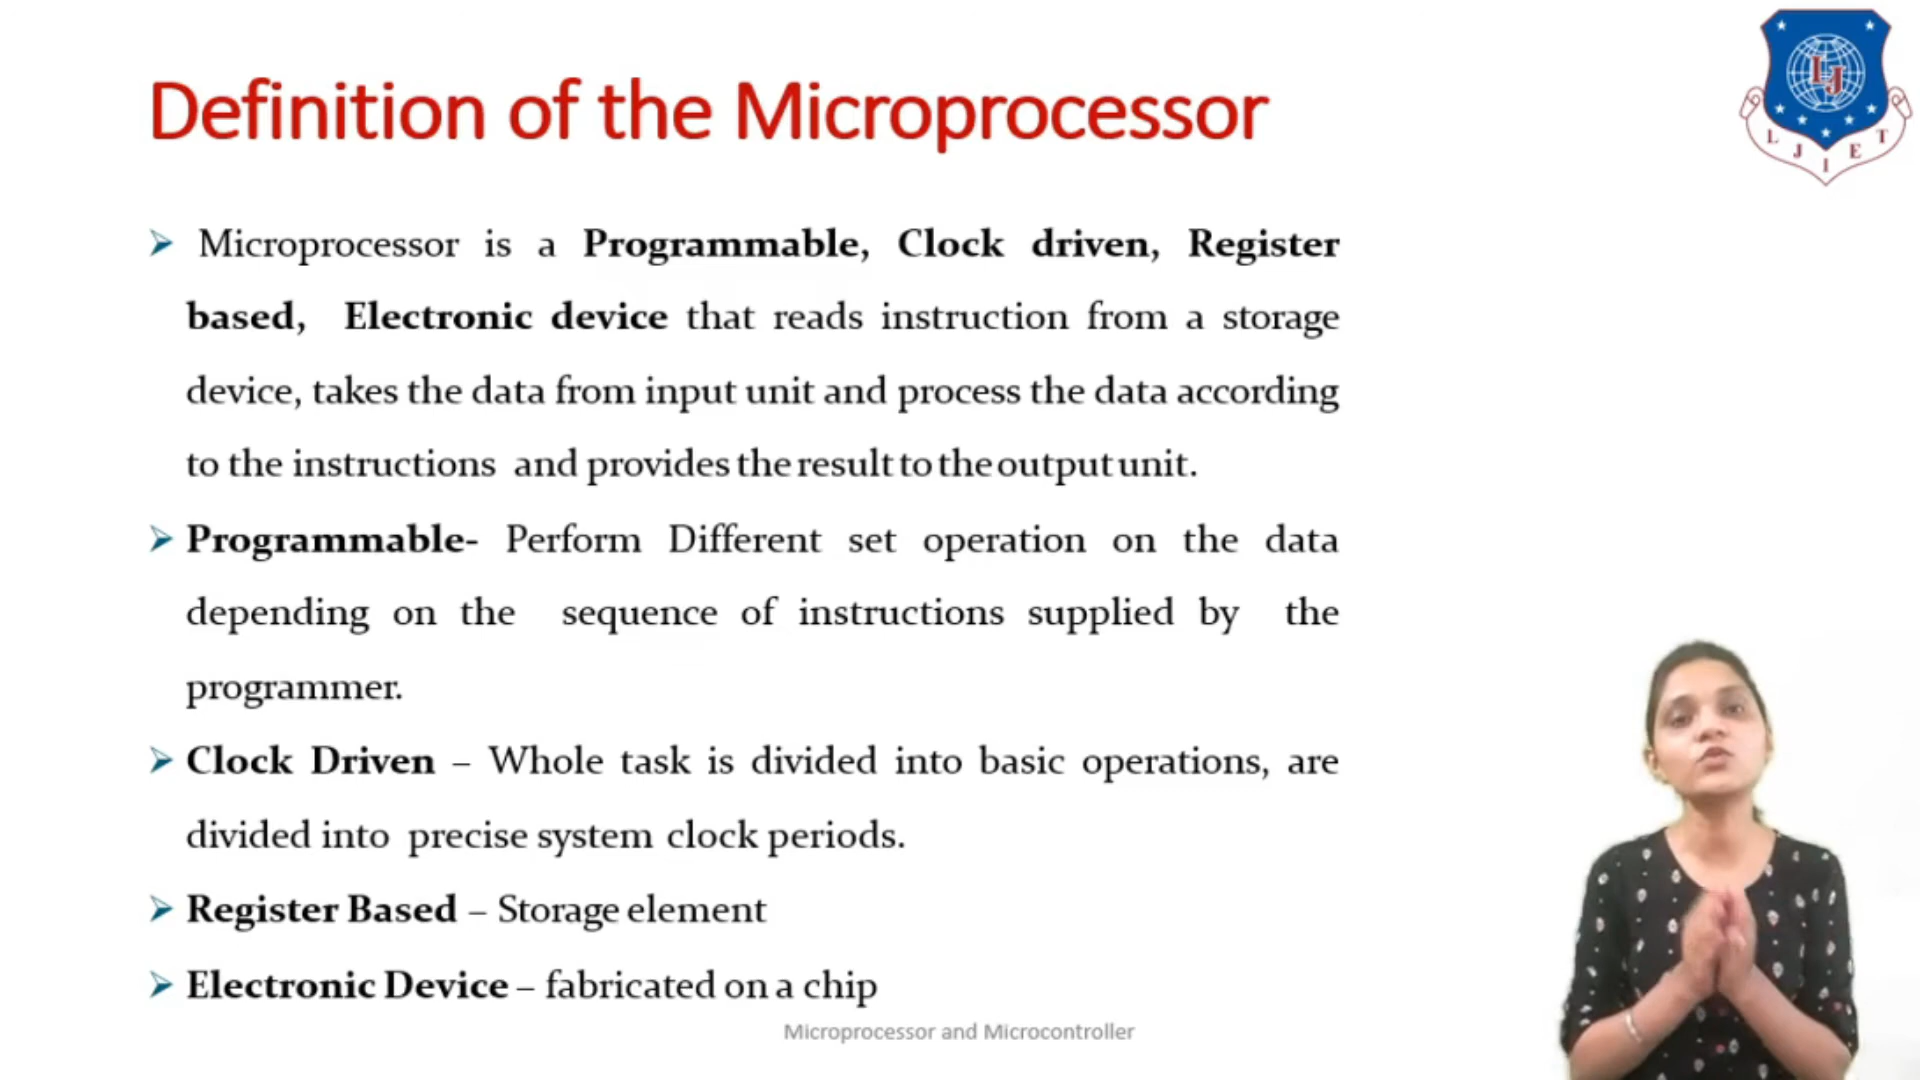 Definition of the Microprocessor
LJ
L J I E T
➢ Microprocessor is a Programmable, Clock driven, Register
based, Electronic device that reads instruction from a storage
device, takes the data from input unit and process the data according
to the instructions and provides the result to the output unit.
➢ Programmable- Perform Different set operation on the data
depending on the sequence of instructions supplied by the
programmer.
➢ Clock Driven – Whole task is divided into basic operations, are
divided into precise system clock periods.
➢ Register Based – Storage element
➢ Electronic Device – fabricated on a chip
Microprocessor and Microcontroller